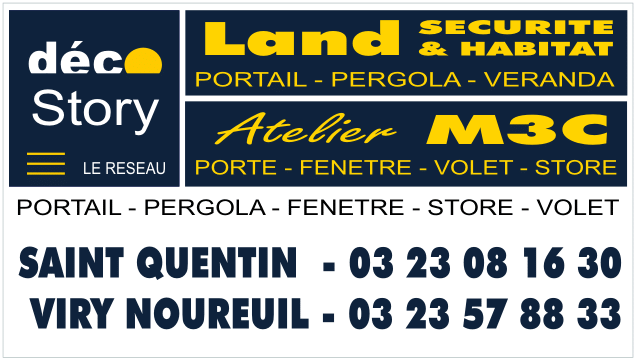 déco
Story
LE RESEAU
Land SECURITE
& HABITAT
PORTAIL - PERGOLA - VERANDA
Atelier M3C
PORTE - FENETRE - VOLET - STORE
PORTAIL - PERGOLA - FENETRE - STORE - VOLET
SAINT QUENTIN - 03 23 08 16 30
VIRY NOUREUIL - 03 23 57 88 33